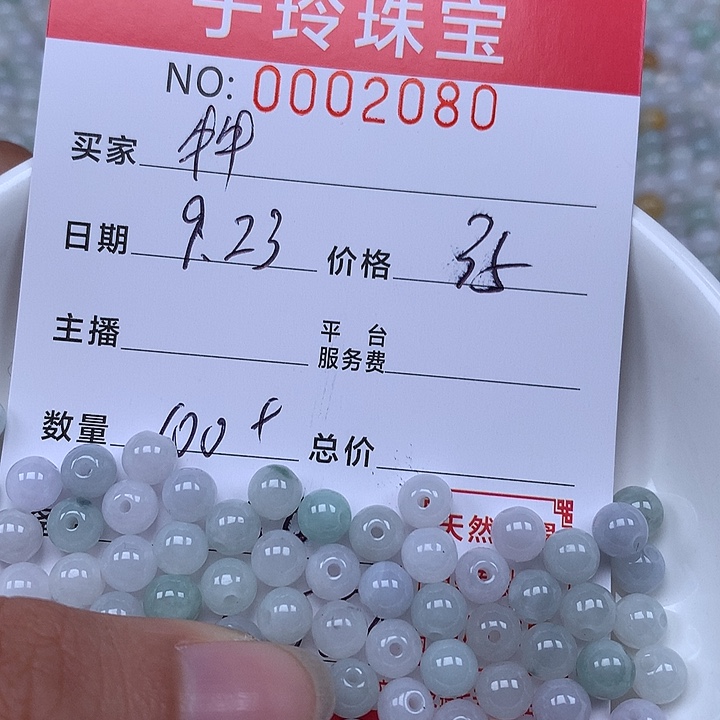 玲珠宝
NO: 0002080
买家
日期 9.23 价格 35
主播 平台服务费
数量 100+ 总价
天然